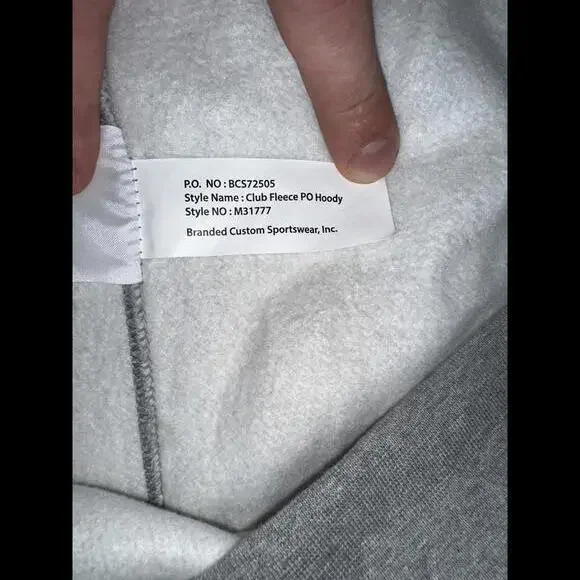 P.O. NO : BCS72505
Style Name : Club Fleece PO Hoody
Style NO : M31777
Branded Custom Sportswear, Inc.